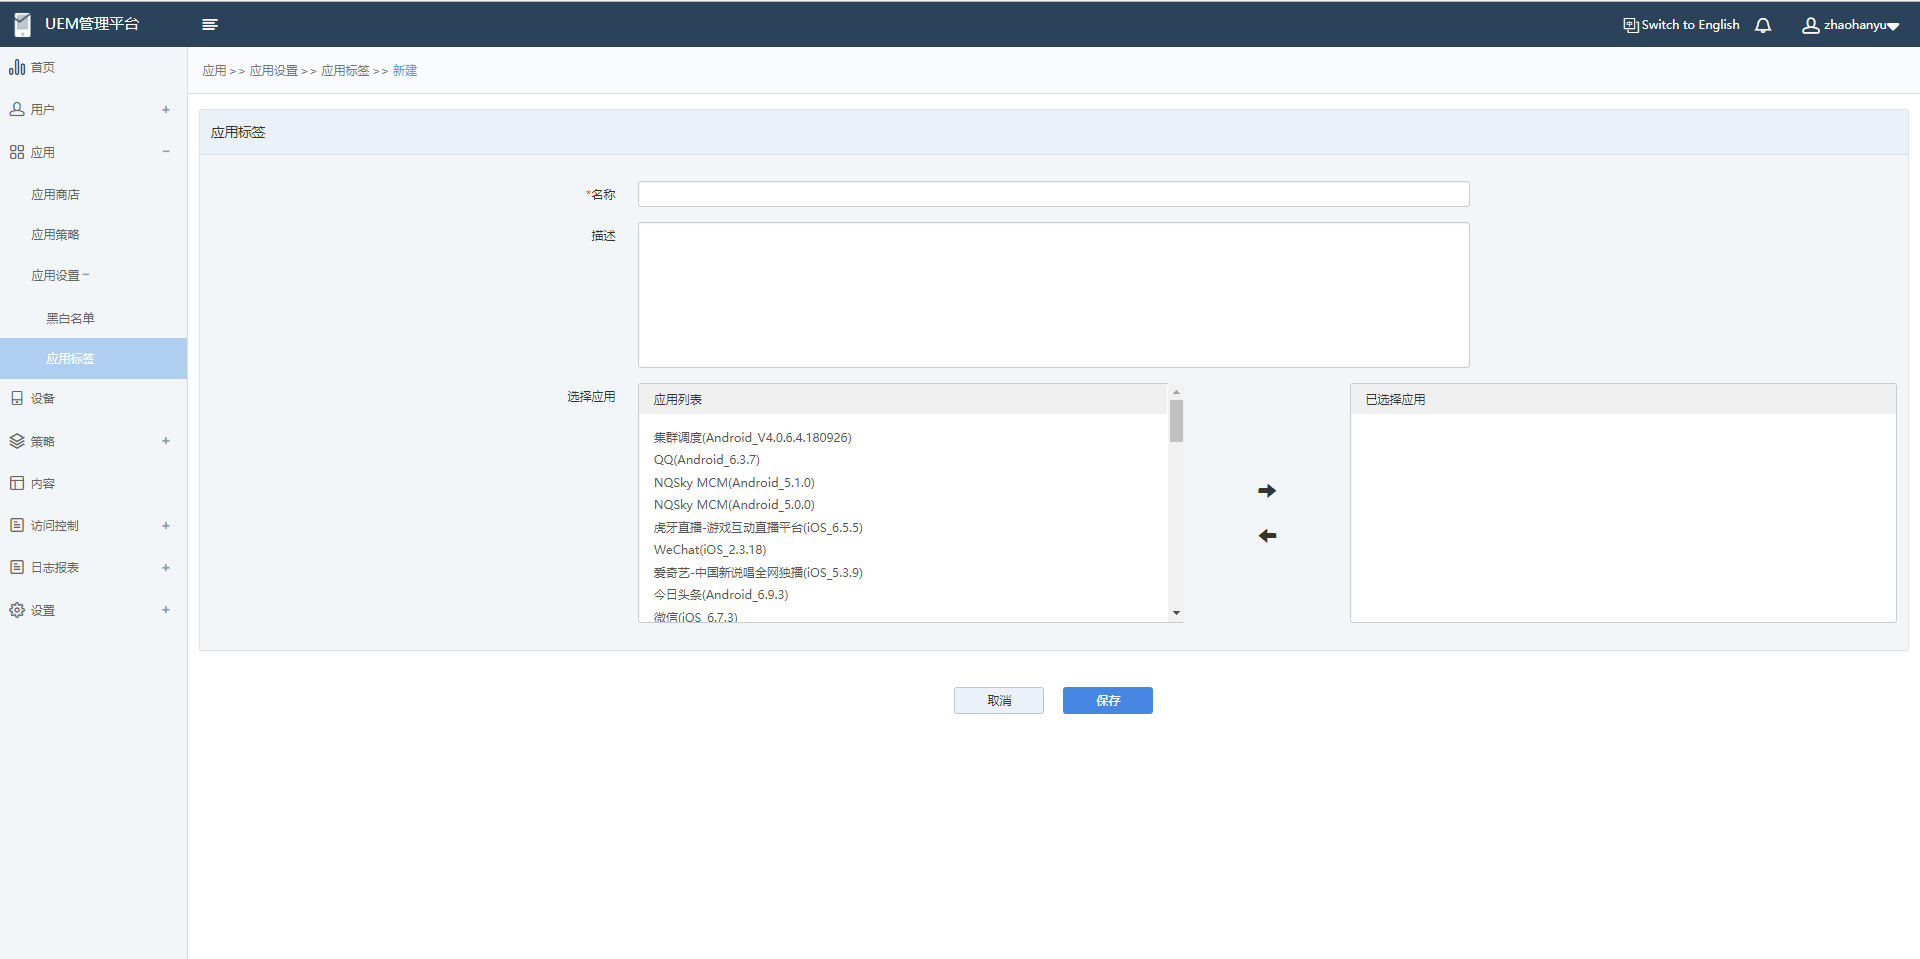 UEM管理平台
Switch to English
zhaohanyu
首页
用户
应用
应用商店
应用策略
应用设置
黑白名单
应用标签
设备
策略
内容
访问控制
日志报表
设置
应用 >> 应用设置 >> 应用标签 >> 新建
应用标签
*名称
描述
选择应用
应用列表
集群调度(Android_V4.0.6.4.180926)
QQ(Android_6.3.7)
NQSky MCM(Android_5.1.0)
NQSky MCM(Android_5.0.0)
虎牙直播-游戏互动直播平台(iOS_6.5.5)
WeChat(iOS_2.3.18)
爱奇艺-中国新说唱全网独播(iOS_5.3.9)
今日头条(Android_6.9.3)
微信(iOS_6.7.3)
已选择应用
取消
保存